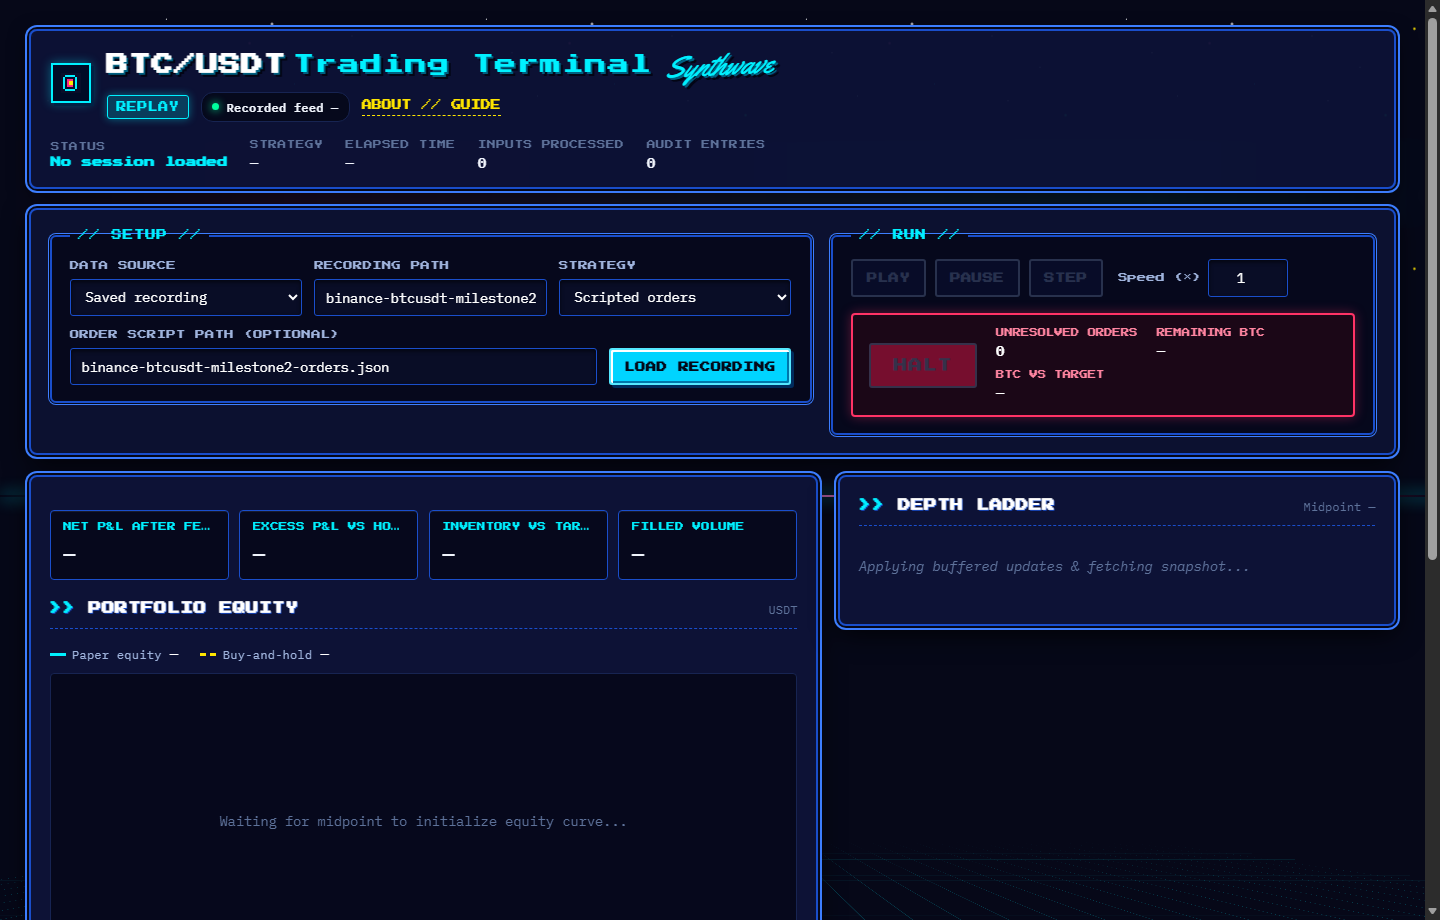 BTC/USDT Trading Terminal Synthwave
REPLAY Recorded feed — ABOUT // GUIDE
STATUS STRATEGY ELAPSED TIME INPUTS PROCESSED AUDIT ENTRIES
No session loaded — — 0 0
// SETUP //
DATA SOURCE RECORDING PATH STRATEGY
Saved recording binance-btcusdt-milestone2 Scripted orders
ORDER SCRIPT PATH (OPTIONAL)
binance-btcusdt-milestone2-orders.json LOAD RECORDING
// RUN //
PLAY PAUSE STEP Speed (×) 1
HALT
UNRESOLVED ORDERS REMAINING BTC
0 —
BTC VS TARGET
—
NET P&L AFTER FE… EXCESS P&L VS HO… INVENTORY VS TAR… FILLED VOLUME
— — — —
PORTFOLIO EQUITY USDT
Paper equity — Buy-and-hold —
Waiting for midpoint to initialize equity curve...
DEPTH LADDER Midpoint —
Applying buffered updates & fetching snapshot...